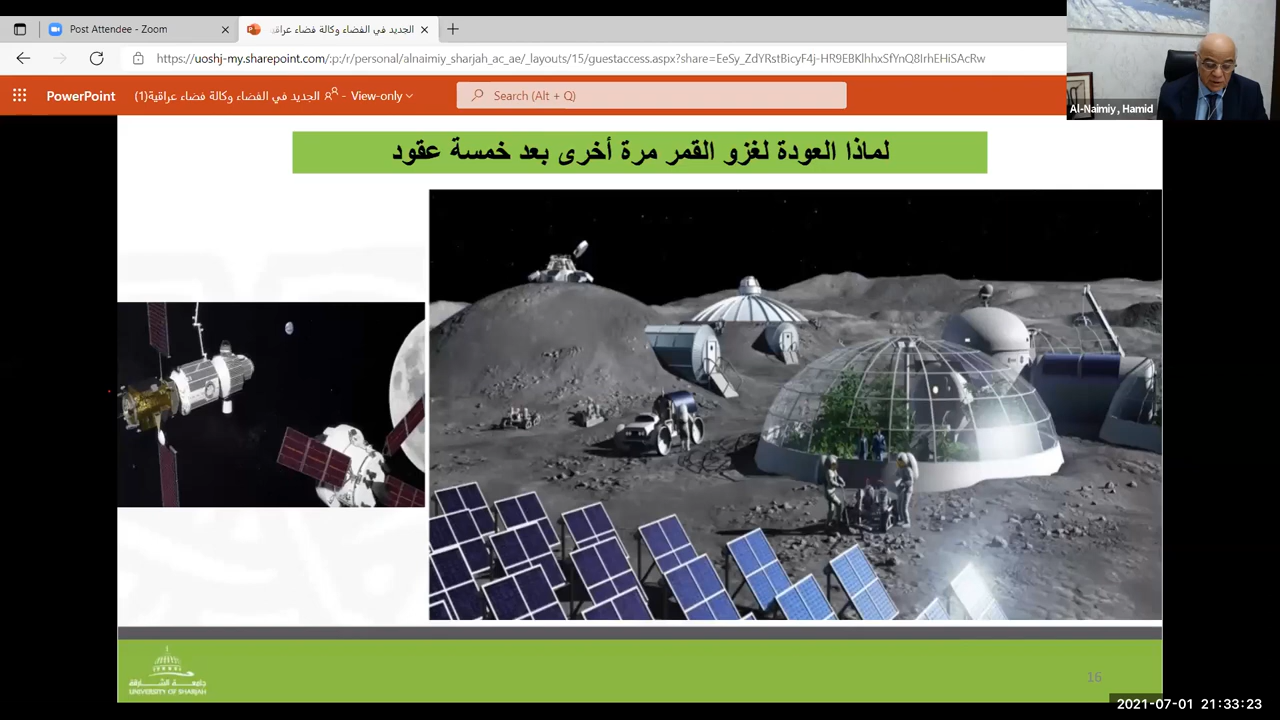 Post Attendee - Zoom
الجديد في الفضاء وكالة فضاء عراقية
https://uoshj-my.sharepoint.com/:p:/r/personal/alnaimiy_sharjah_ac_ae/_layouts/15/guestaccess.aspx?share=EeSy_ZdYRstBicyF4j-HR9EBKlhhxSfYnQ8IrhEHiSAcRw
PowerPoint
الجديد في الفضاء وكالة فضاء عراقية(1) - View-only
Search (Alt + Q)
Al-Naimiy, Hamid
لماذا العودة لغزو القمر مرة أخرى بعد خمسة عقود
جامعة الشارقة
UNIVERSITY OF SHARJAH
16
2021-07-01 21:33:23